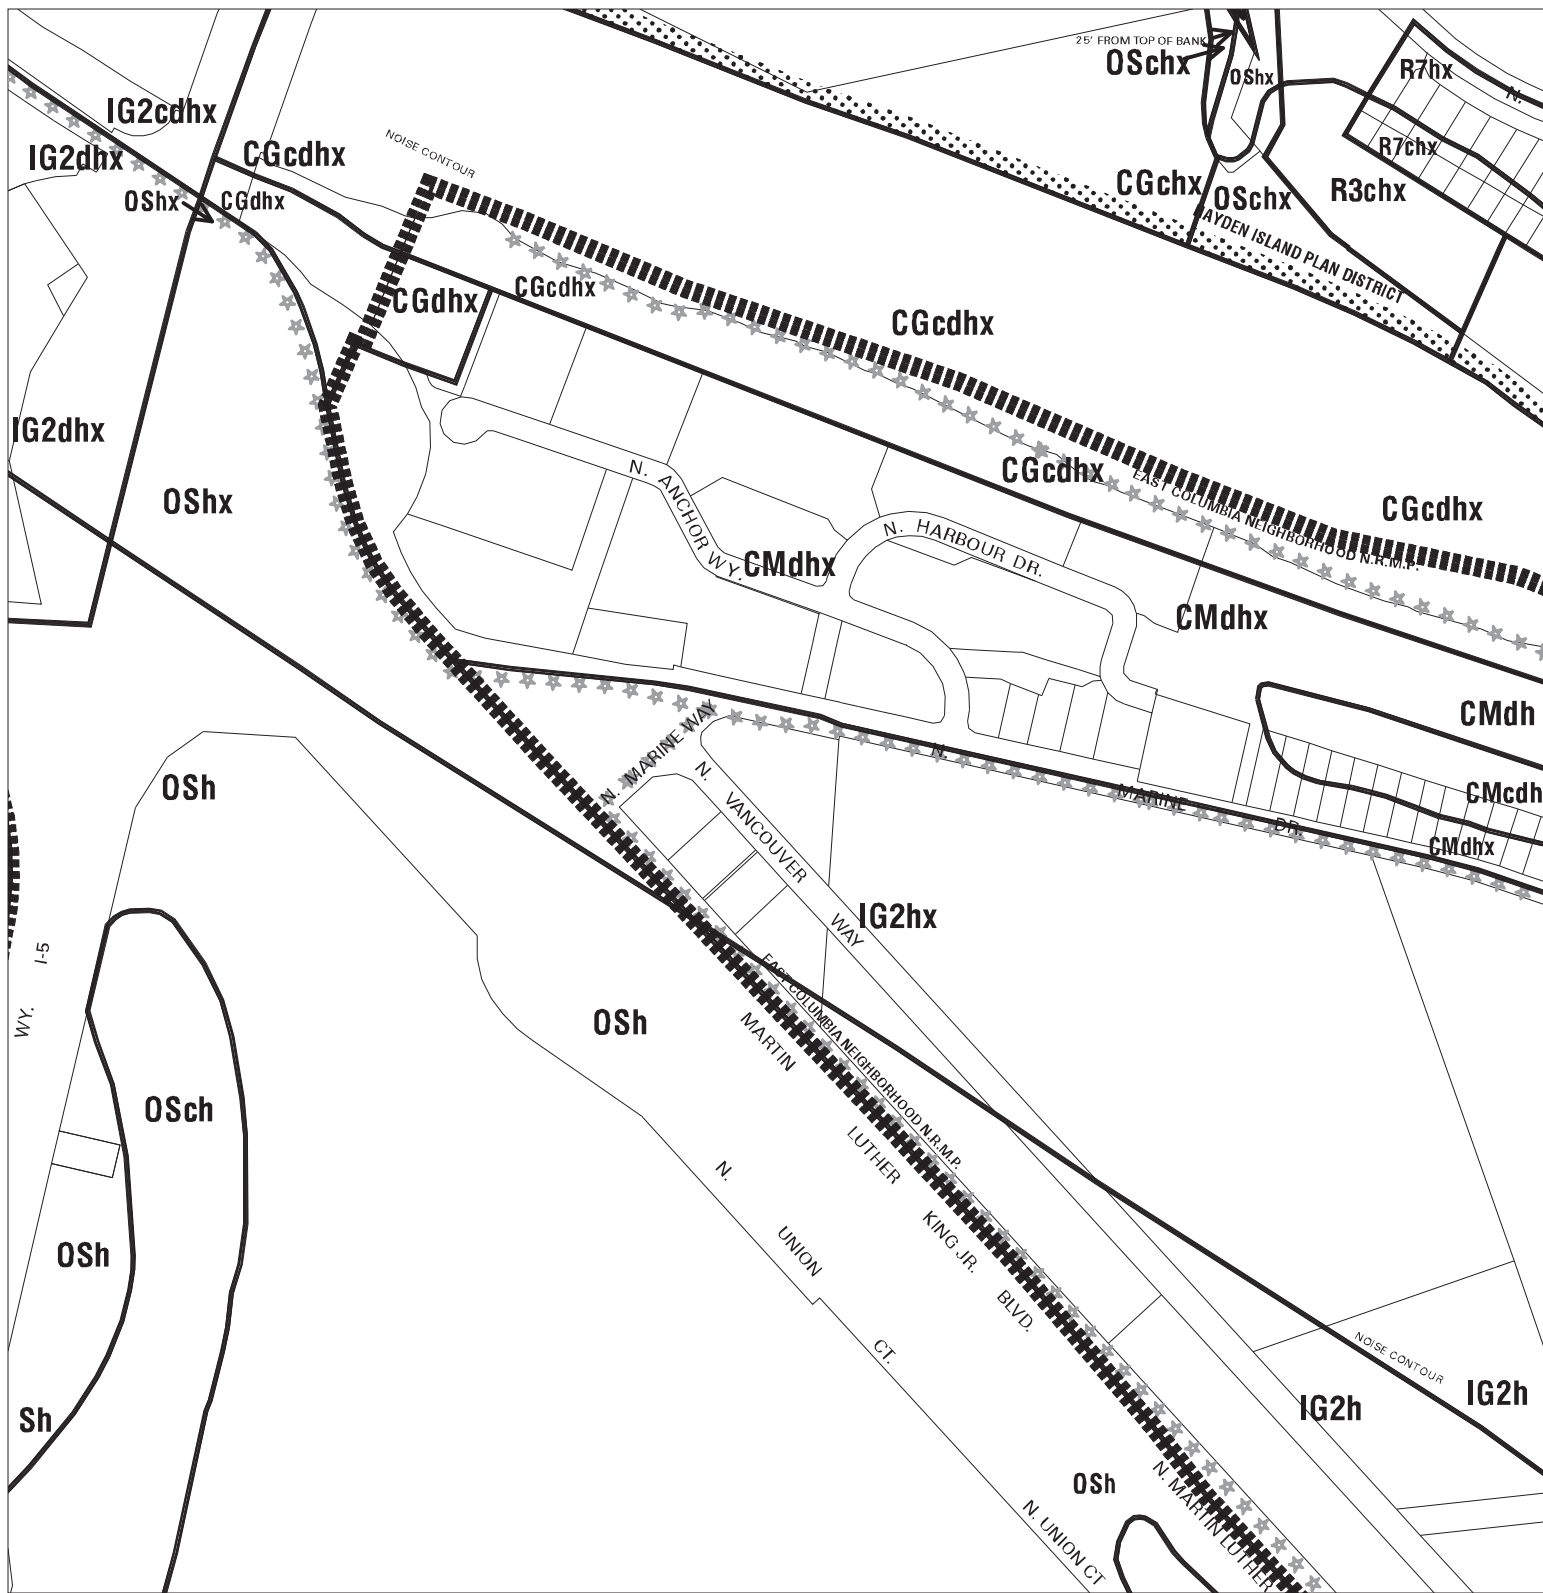 25' FROM TOP OF BANK
OSchx
OShx
R7hx
N.
IG2cdhx
IG2dhx
CGcdhx
NOISE CONTOUR
R7chx
CGchx
OSchx
R3chx
OShx
CGdhx
HAYDEN ISLAND PLAN DISTRICT
CGdhx
CGcdhx
CGcdhx
IG2dhx
N. ANCHOR WY.
CGcdhx
EAST COLUMBIA NEIGHBORHOOD N.R.M.P.
CGcdhx
OShx
N. HARBOUR DR.
CMdhx
CMdhx
CMdh
N. MARINE WAY
N. MARINE DR.
OSh
CMcdh
CMdhx
N. VANCOUVER WAY
IG2hx
I-5
WY.
OSh
EAST COLUMBIA NEIGHBORHOOD N.R.M.P.
MARTIN LUTHER KING JR. BLVD.
OSch
N. UNION CT.
OSh
NOISE CONTOUR
IG2h
IG2h
Sh
OSh
N. MARTIN LUTHER
N. UNION CT